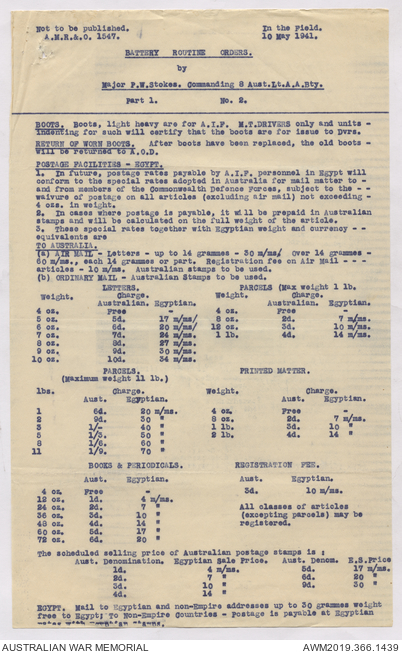 Not to be published. In the Field.
A.M.R.&.O. 1547. 10 May 1941.
BATTERY ROUTINE ORDERS.
by
Major P.W.Stokes. Commanding 8 Aust.Lt.A.A.Bty.
Part 1. No. 2.
BOOTS. Boots, light heavy are for A.I.F. M.T.DRIVERS only and units -
indenting for such will certify that the boots are for issue to Dvrs.
RETURN OF WORN BOOTS. After boots have been replaced, the old boots -
will be returned to A.O.D.
POSTAGE FACILITIES - EGYPT.
1. In future, postage rates payable by A.I.F. personnel in Egypt will
conform to the special rates adopted in Australia for mail matter to -
and from members of the Commonwealth Defence Forces, subject to the - -
waivure of postage on all articles (excluding air mail) not exceeding -
4 ozs. in weight.
2. In cases where postage is payable, it will be prepaid in Australian
stamps and will be calculated on the full weight of the article.
3. These special rates together with Egyptian weight and currency - -
equivalents are
TO AUSTRALIA.
(a) AIR MAIL - Letters - up to 14 grammes - 30 m/ms/ Over 14 grammes -
60 m/ms., each 14 grammes or part. Registration fee on Air Mail - - -
articles - 10 m/ms. Australian stamps to be used.
(b) ORDINARY MAIL - Australian Stamps to be used.
LETTERS. PARCELS (Max weight 1 lb.
Weight. Charge. Weight. Charge.
Australian. Egyptian. Australian. Egyptian.
4 oz. Free - 4 oz. Free -
5 oz. 5d. 17 m/ms/ 8 oz. 2d. 7 m/ms.
6 oz. 6d. 20 m/ms/ 12 oz. 3d. 10 m/ms.
7 oz. 7d. 24 m/ms. 1 lb. 4d. 14 m/ms.
8 oz. 8d. 27 m/ms.
9 oz. 9d. 30 m/ms.
10 oz. 10d. 34 m/ms.
PARCELS. PRINTED MATTER.
(Maximum weight 11 lb.)
lbs. Charge. Weight. Charge.
Aust. Egyptian. Aust. Egyptian.
1 6d. 20 m/ms. 4 oz. Free -
2 9d. 30 " 8 oz. 2d. 7 m/ms.
3 1/- 40 " 1 lb. 3d. 10 "
5 1/3. 50 " 2 lb. 4d. 14 "
8 1/6. 60 "
11 1/9. 70 "
BOOKS & PERIODICALS. REGISTRATION FEE.
Aust. Egyptian. Aust. Egyptian.
4 oz. Free - 3d. 10 m/ms.
12 oz. 1d. 4 m/ms.
24 oz. 2d. 7 " All classes of articles
36 oz. 3d. 10 " (excepting parcels) may be
48 oz. 4d. 14 " registered.
60 oz. 5d. 17 "
72 oz. 6d. 20 "
The scheduled selling price of Australian postage stamps is :
Aust. Denomination. Egyptian Sale Price. Aust. Denom. E.S.Price
1d. 4 m/ms. 5d. 17 m/ms.
2d. 7 " 6d. 20 "
3d. 10 " 9d. 30 "
4d. 14 "
EGYPT. Mail to Egyptian and non-Empire addresses up to 30 grammes weight
free to Egypt; To Non-Empire Countries - Postage is payable at Egyptian
AUSTRALIAN WAR MEMORIAL AWM2019.366.1439